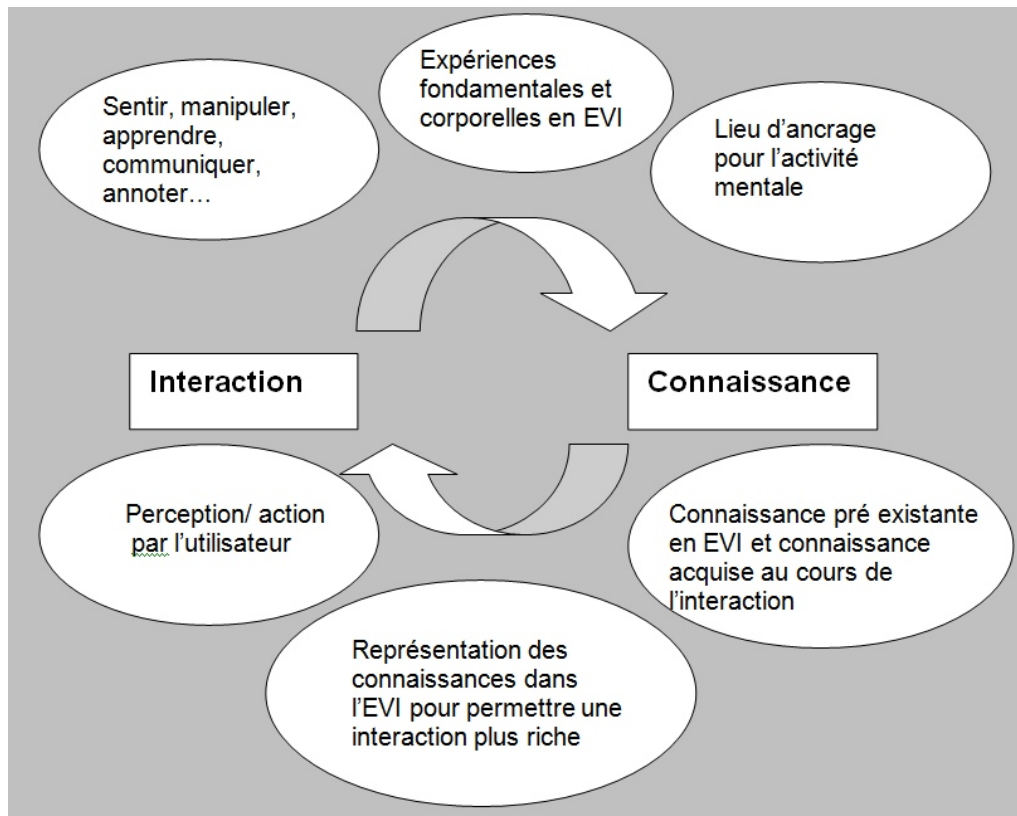 Sentir, manipuler,
apprendre,
communiquer,
annoter…
Expériences
fondamentales et
corporelles en EVI
Lieu d'ancrage
pour l'activité
mentale
Interaction
Connaissance
Perception/ action
par l'utilisateur
Connaissance pré existante
en EVI et connaissance
acquise au cours de
l'interaction
Représentation des
connaissances dans
l'EVI pour permettre une
interaction plus riche